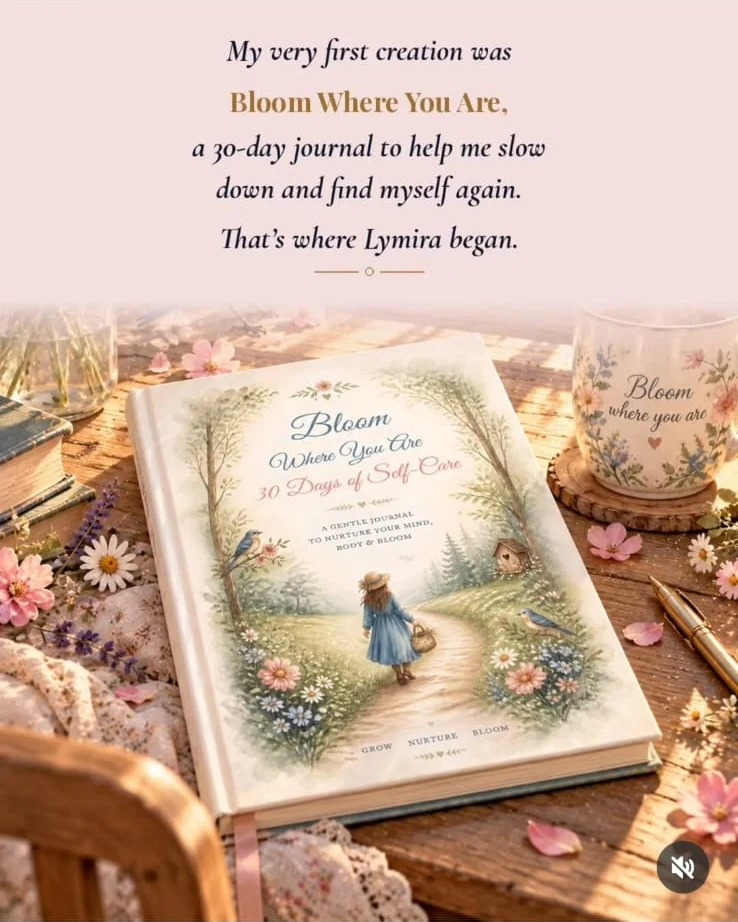 My very first creation was
Bloom Where You Are,
a 30-day journal to help me slow
down and find myself again.
That's where Lymira began.
Bloom
Where You Are
30 Days of Self-Care
A GENTLE JOURNAL
TO NURTURE YOUR MIND,
BODY & BLOOM
GROW NURTURE BLOOM
Bloom
where you are